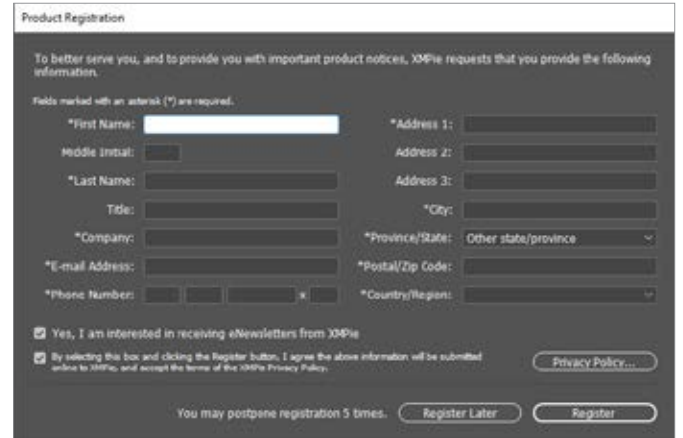 Product Registration
To better serve you, and to provide you with important product notices, XMPie requests that you provide the following
information.
Fields marked with an asterisk (*) are required.
*First Name:
*Address 1:
Middle Initial:
Address 2:
*Last Name:
Address 3:
Title:
*City:
*Company:
*Province/State: Other state/province
*E-mail Address:
*Postal/Zip Code:
*Phone Number: x
*Country/Region:
Yes, I am interested in receiving eNewsletters from XMPie
By selecting this box and clicking the Register button, I agree the above information will be submitted
online to XMPie, and accept the terms of the XMPie Privacy Policy.
Privacy Policy...
You may postpone registration 5 times. Register Later Register